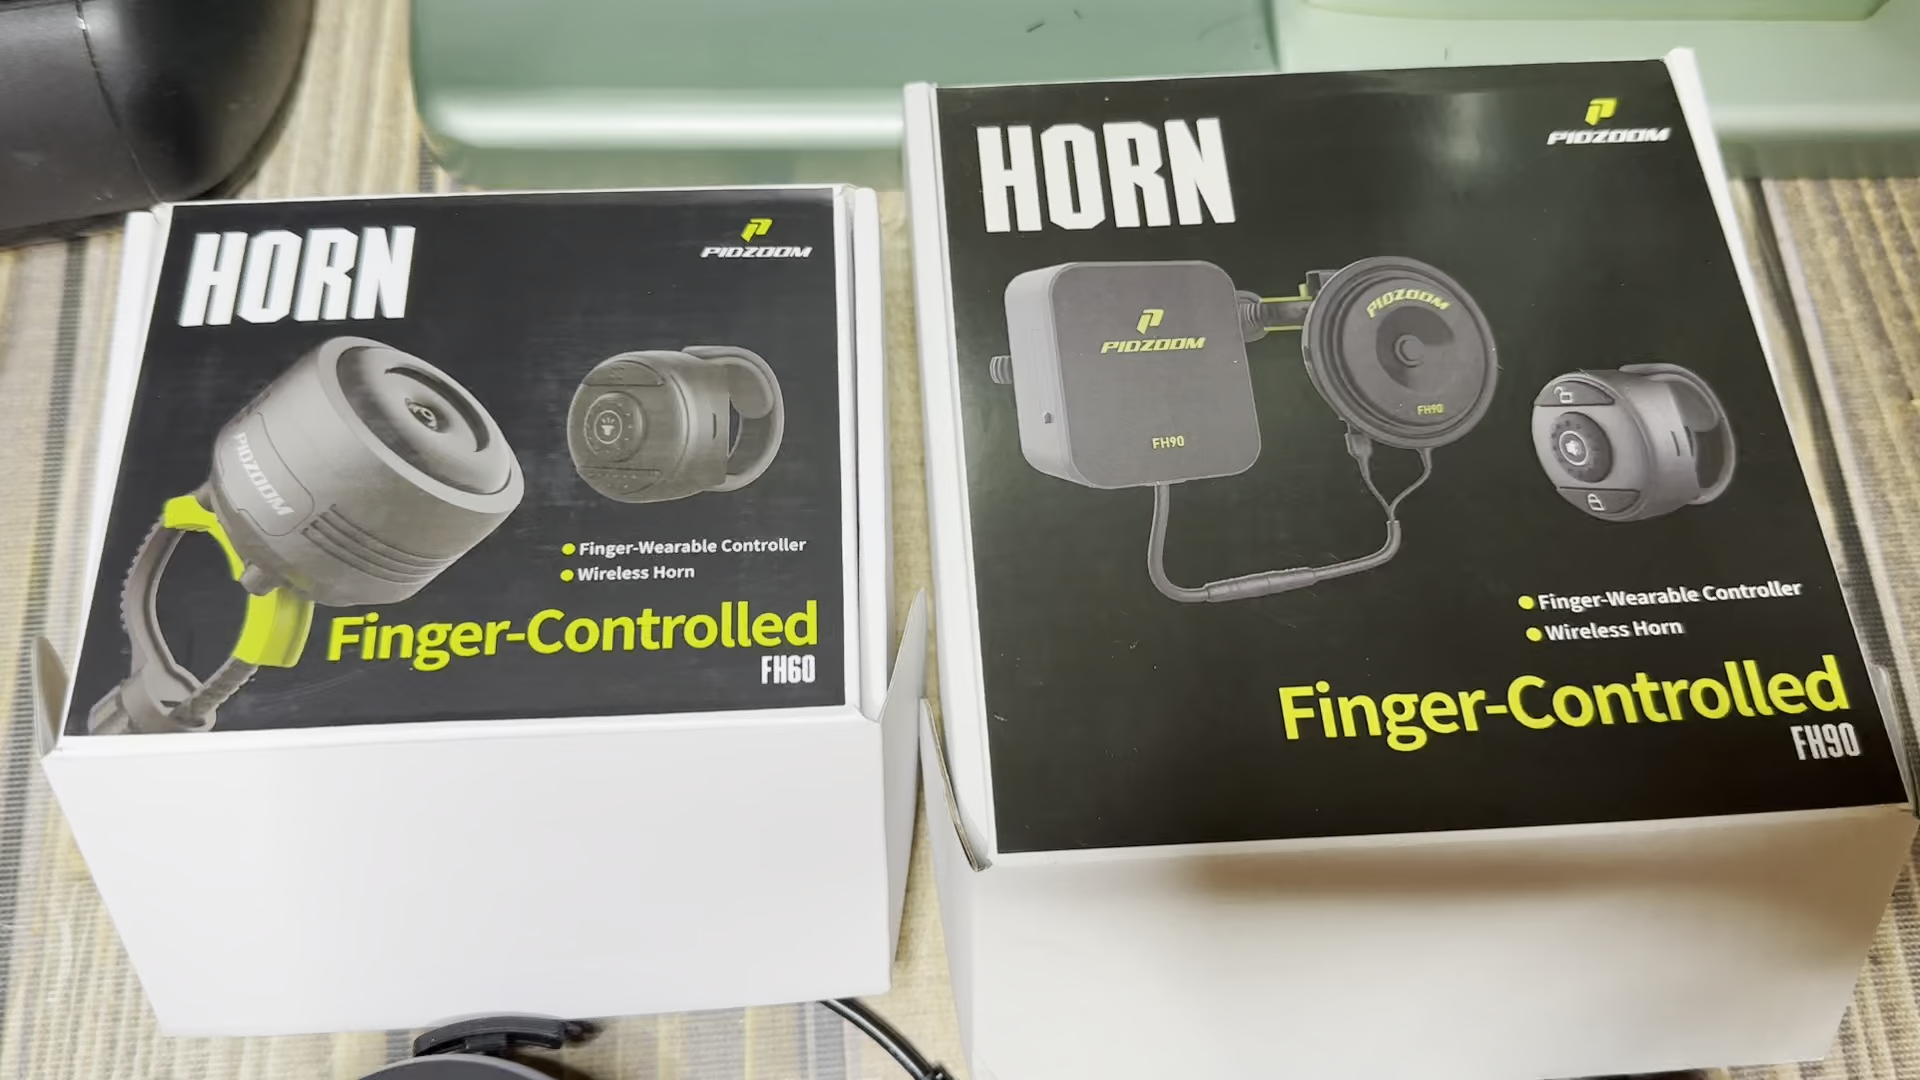 HORN
PIDZOOM
PIDZOOM
Finger-Wearable Controller
Wireless Horn
Finger-Controlled
FH60
HORN
PIDZOOM
PIDZOOM
FH90
PIDZOOM
FH90
Finger-Wearable Controller
Wireless Horn
Finger-Controlled
FH90